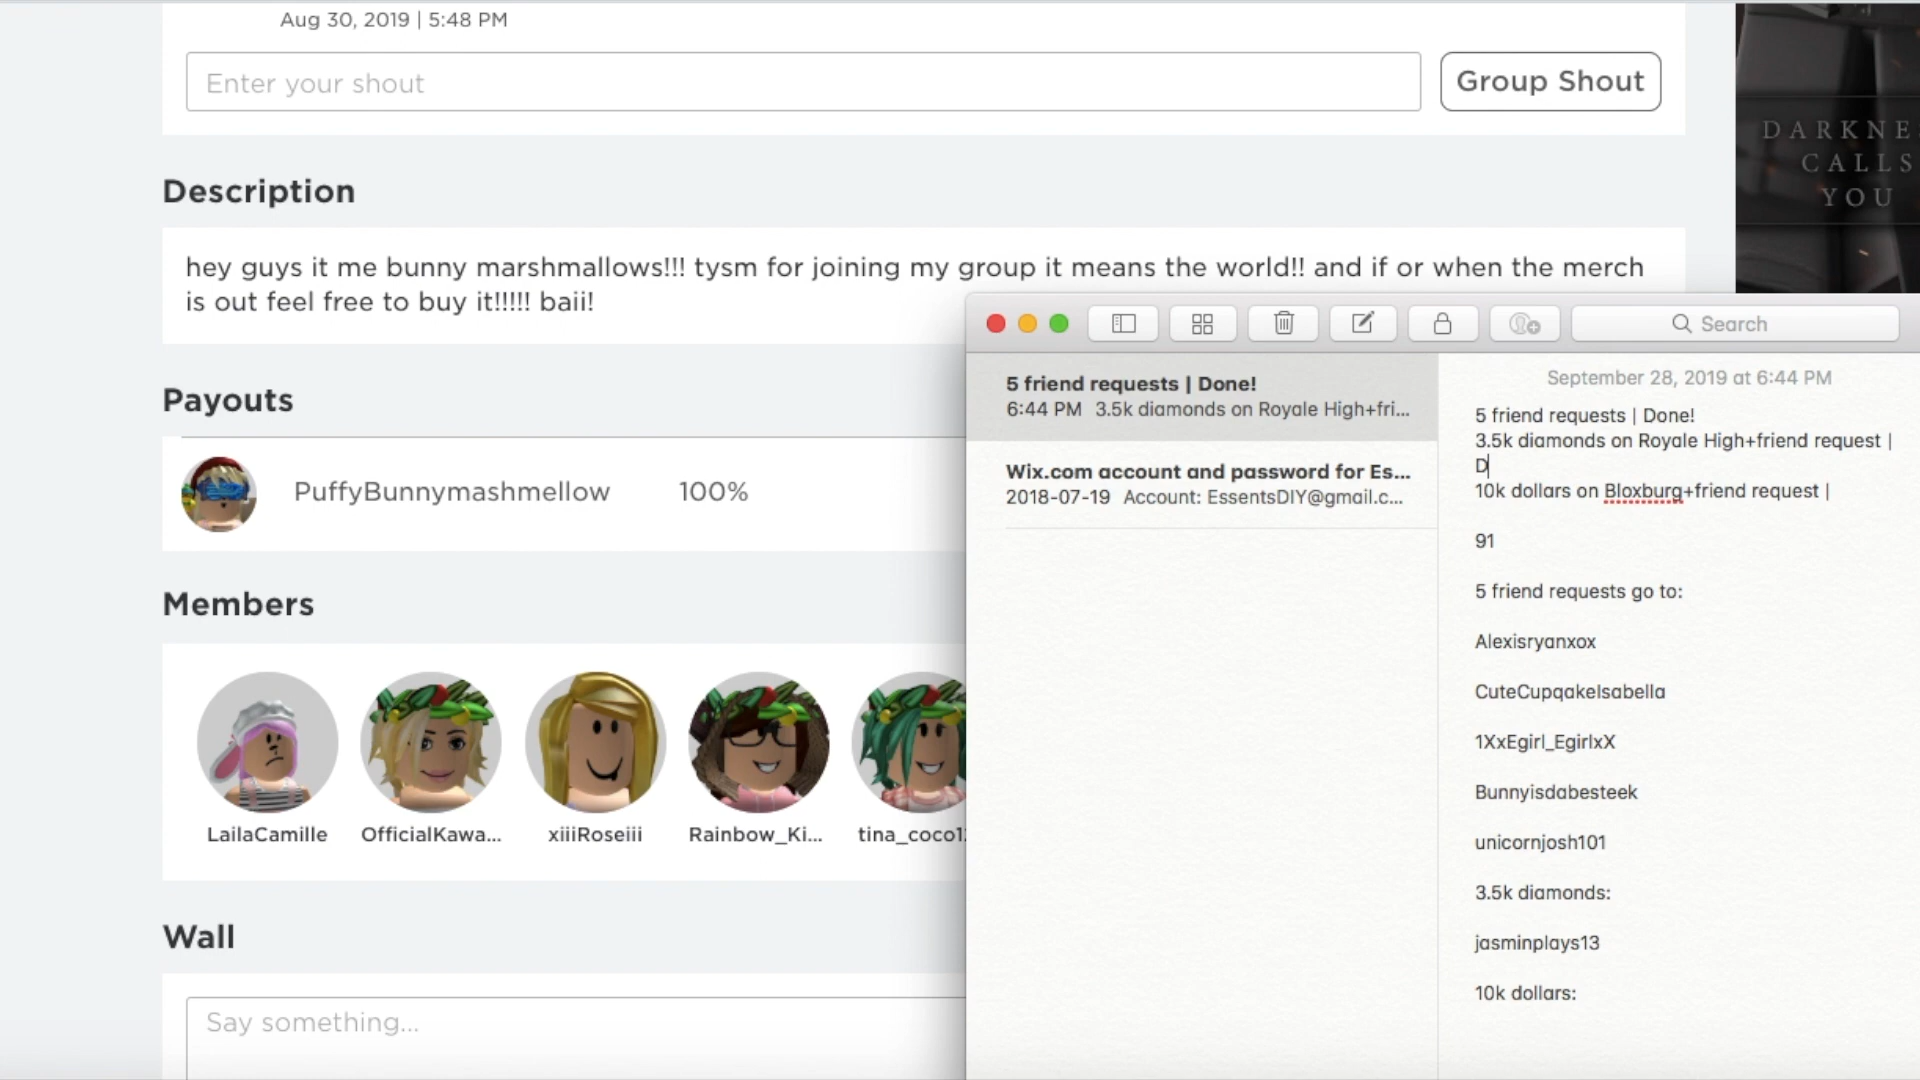 Aug 30, 2019 | 5:48 PM
Enter your shout
Group Shout
Description
hey guys it me bunny marshmallows!!! tysm for joining my group it means the world!! and if or when the merch
is out feel free to buy it!!!!! baii!
Payouts
PuffyBunnymashmellow 100%
Members
LailaCamille
OfficialKawa...
xiiiRoseiii
Rainbow_Ki...
tina_coco1
Wall
Say something...
DARKNE
CALLS
YOU
Search
5 friend requests | Done!
6:44 PM 3.5k diamonds on Royale High+fri...
Wix.com account and password for Es...
2018-07-19 Account: EssentsDIY@gmail.c...
September 28, 2019 at 6:44 PM
5 friend requests | Done!
3.5k diamonds on Royale High+friend request |
D
10k dollars on Bloxburg+friend request |
91
5 friend requests go to:
Alexisryanxox
CuteCupqakeIsabella
1XxEgirl_EgirlxX
Bunnyisdabesteek
unicornjosh101
3.5k diamonds:
jasminplays13
10k dollars: